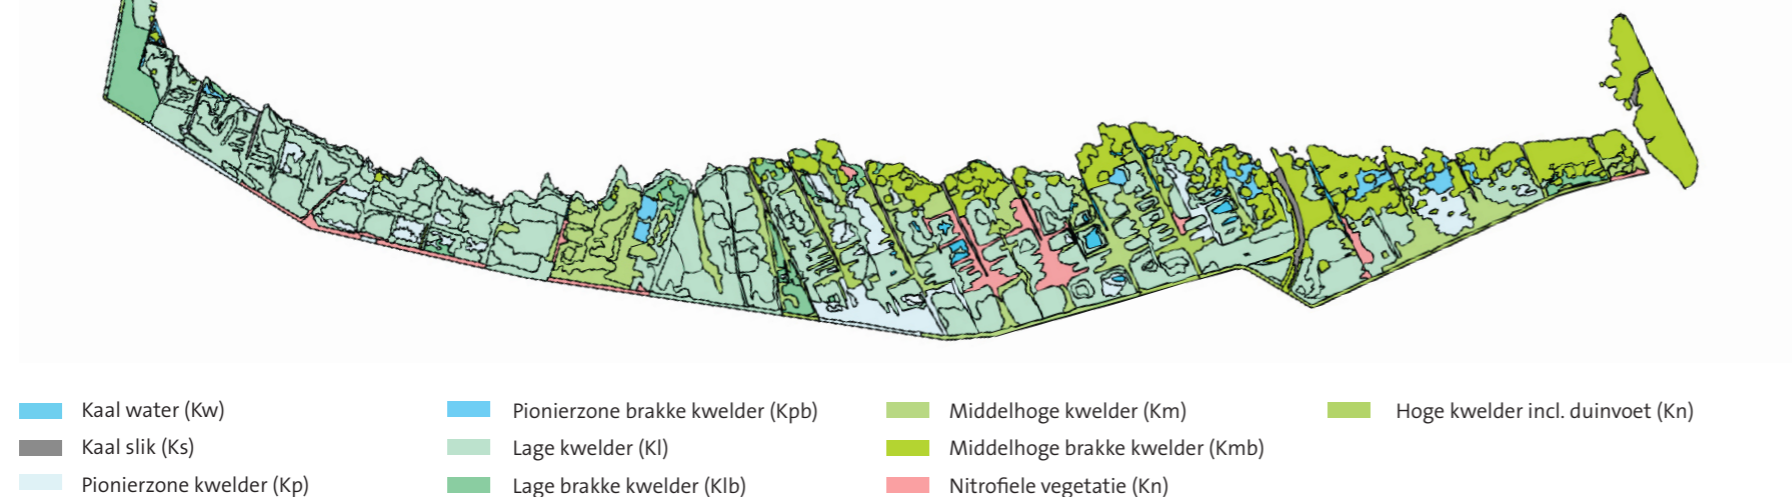 Kaal water (Kw)
Kaal slik (Ks)
Pionierzone kwelder (Kp)
Pionierzone brakke kwelder (Kpb)
Lage kwelder (Kl)
Lage brakke kwelder (Klb)
Middelhoge kwelder (Km)
Middelhoge brakke kwelder (Kmb)
Nitrofiele vegetatie (Kn)
Hoge kwelder incl. duinvoet (Kn)